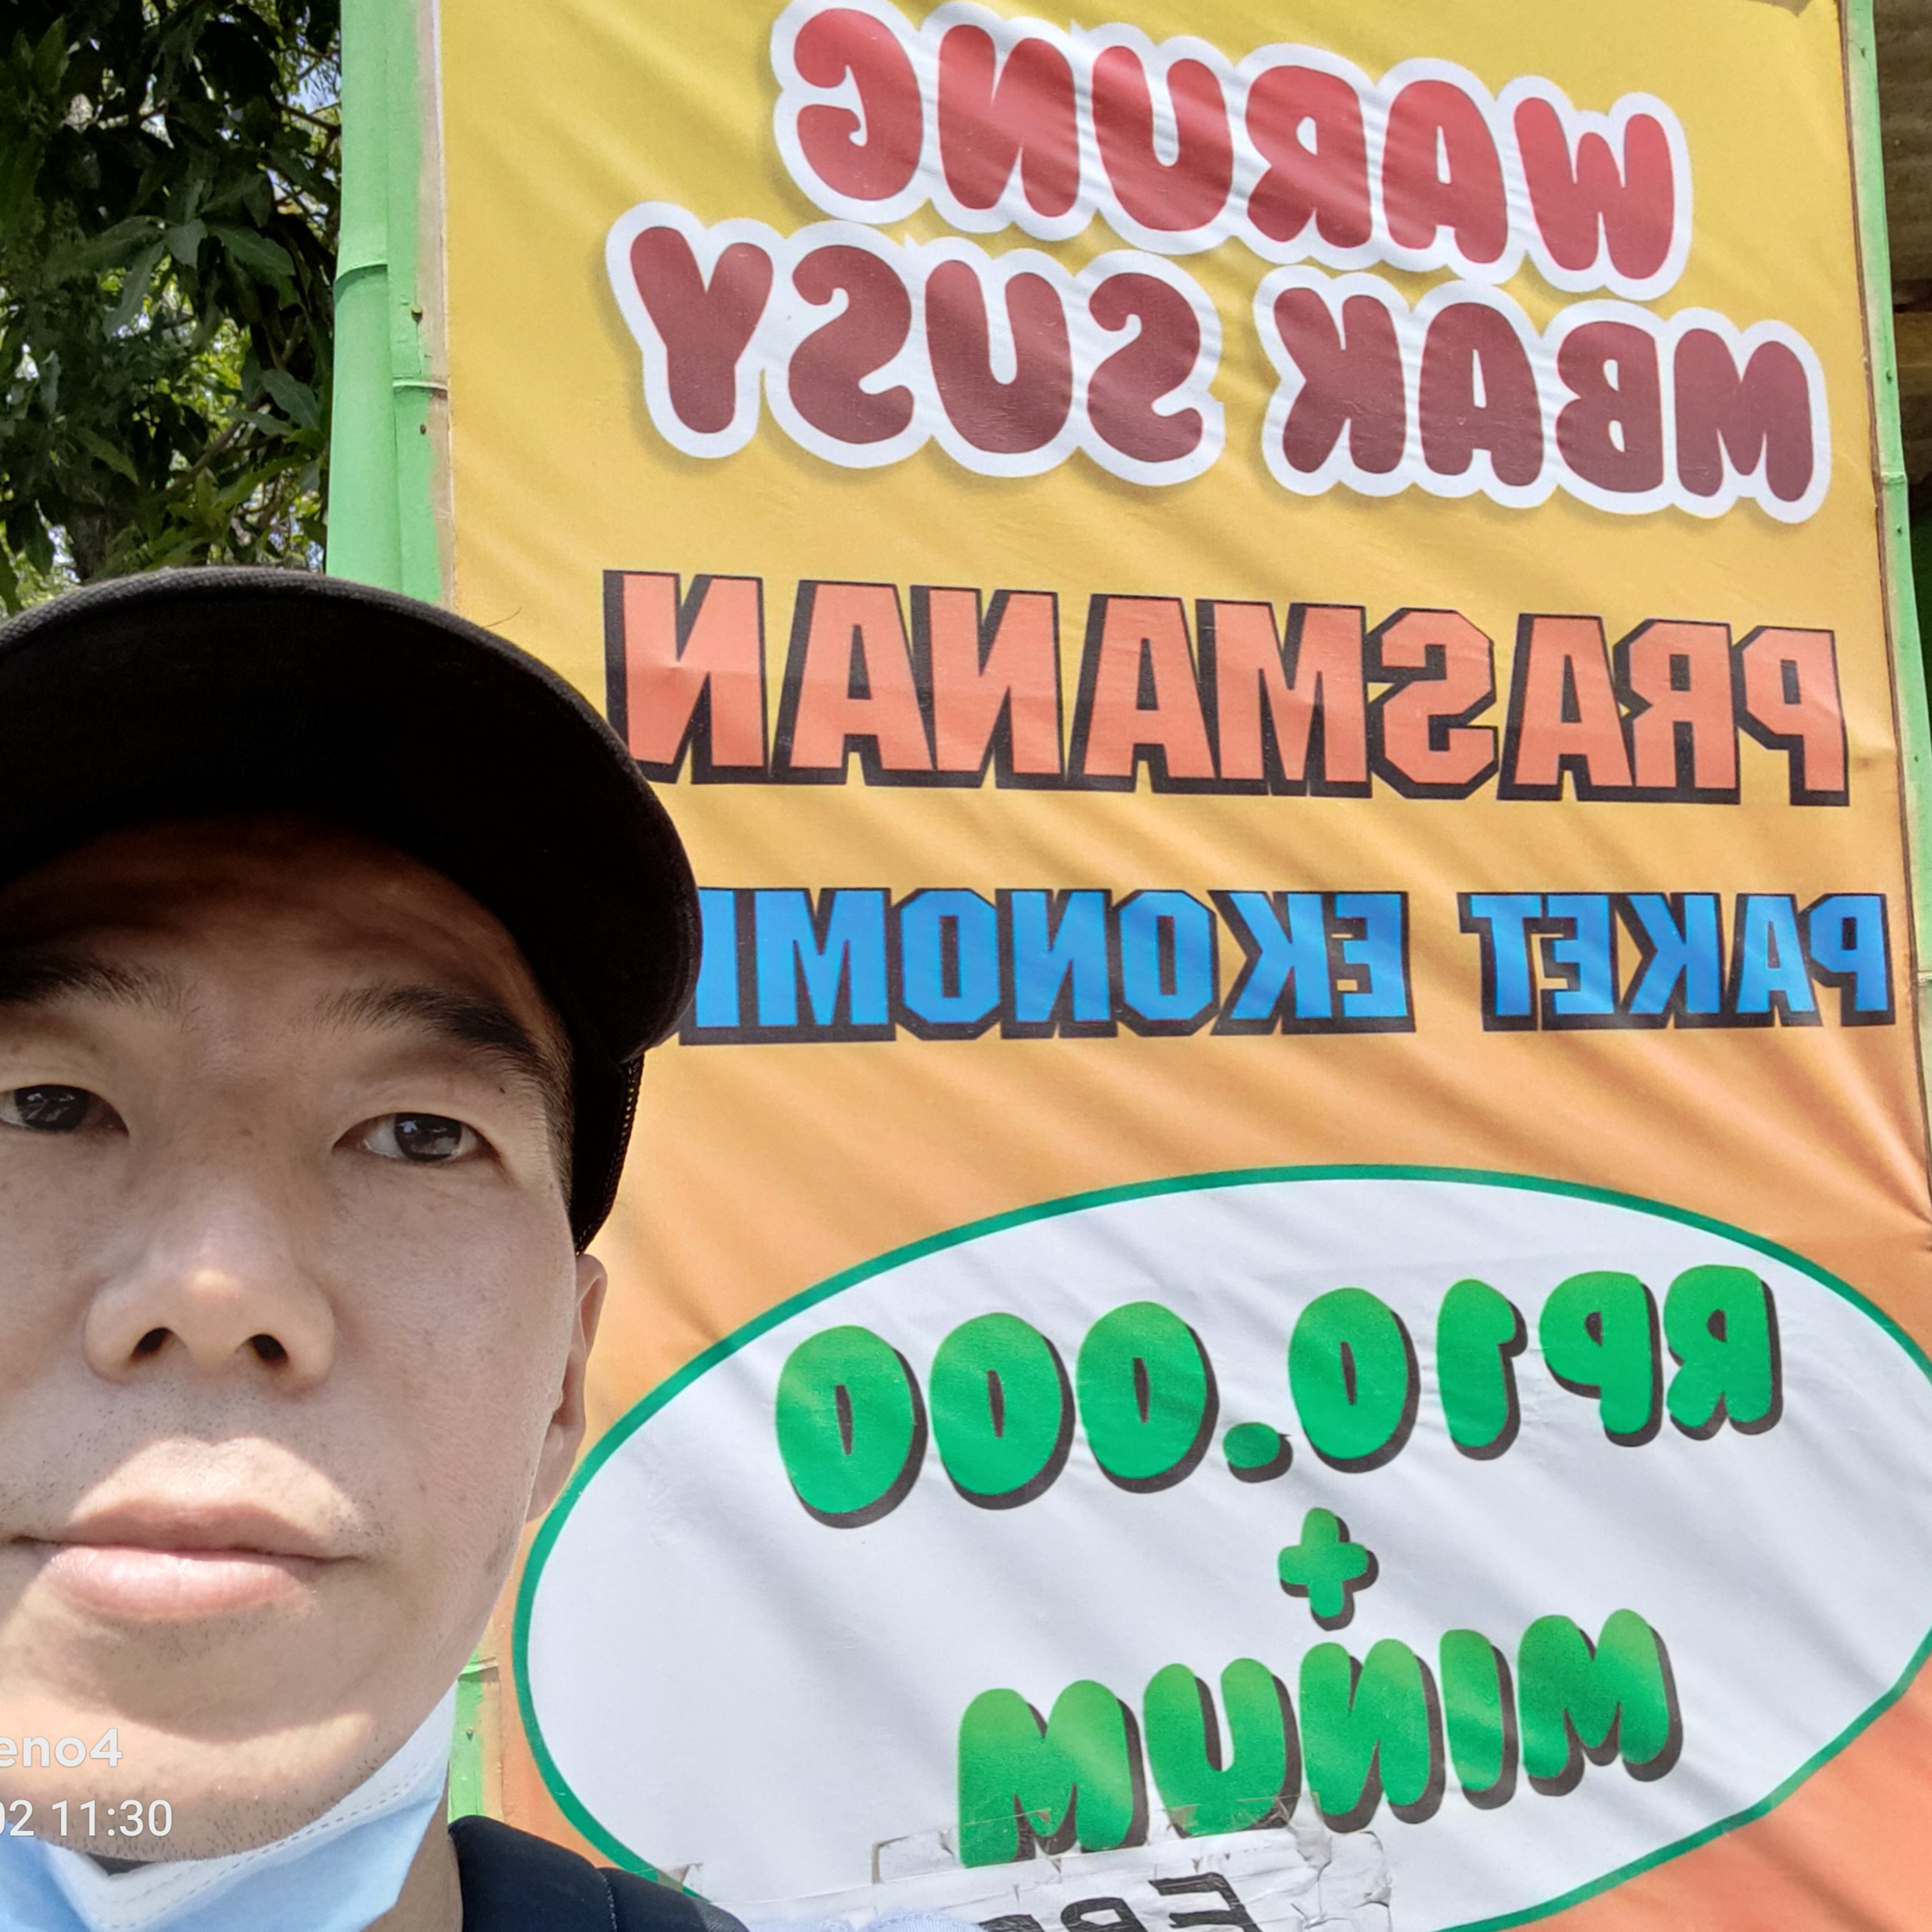 WARUNG
MBAK SUSY
PRASMANAN
PAKET EKONOMI
RP10.000
+
MINUM
eno4
02 11:30